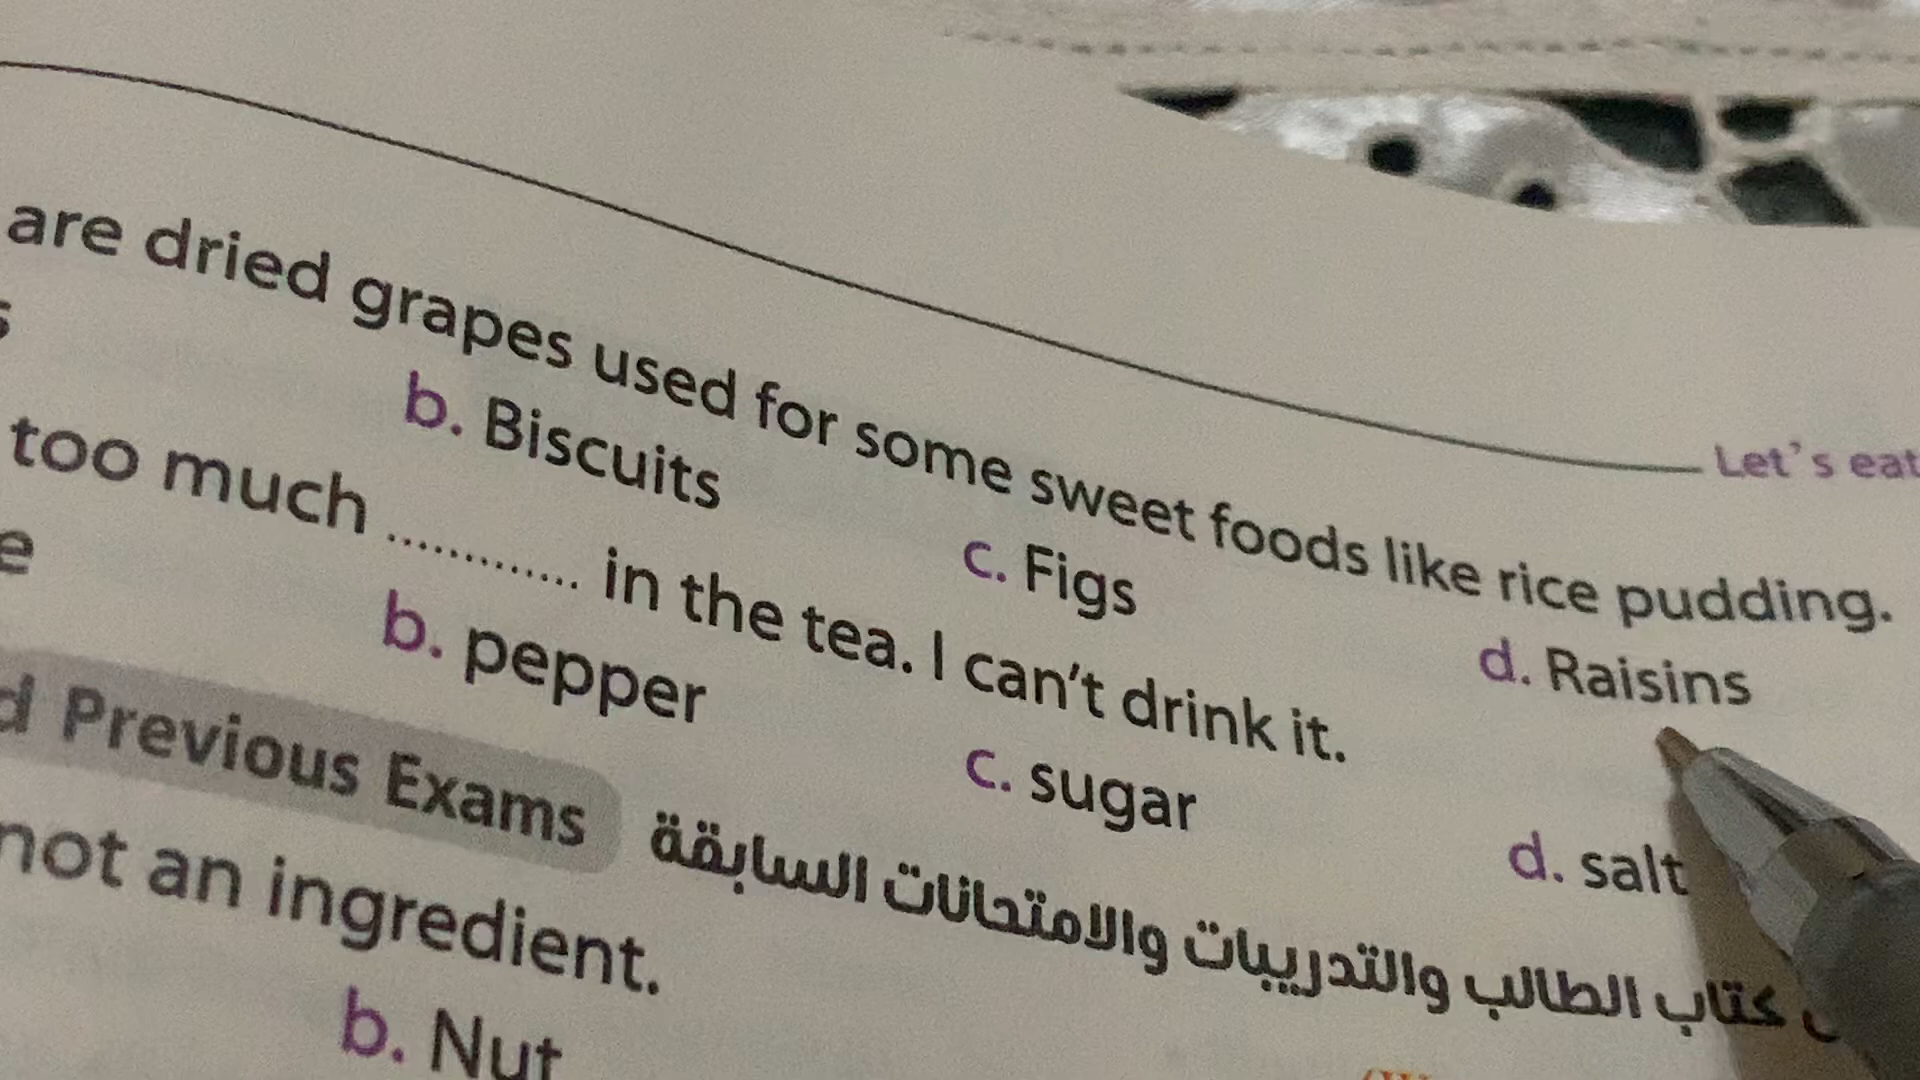 Let's eat
are dried grapes used for some sweet foods like rice pudding.
b. Biscuits c. Figs d. Raisins
too much ............ in the tea. I can't drink it.
b. pepper c. sugar d. salt
d Previous Exams كتاب الطالب والتدريبات والامتحانات السابقة
not an ingredient.
b. Nut